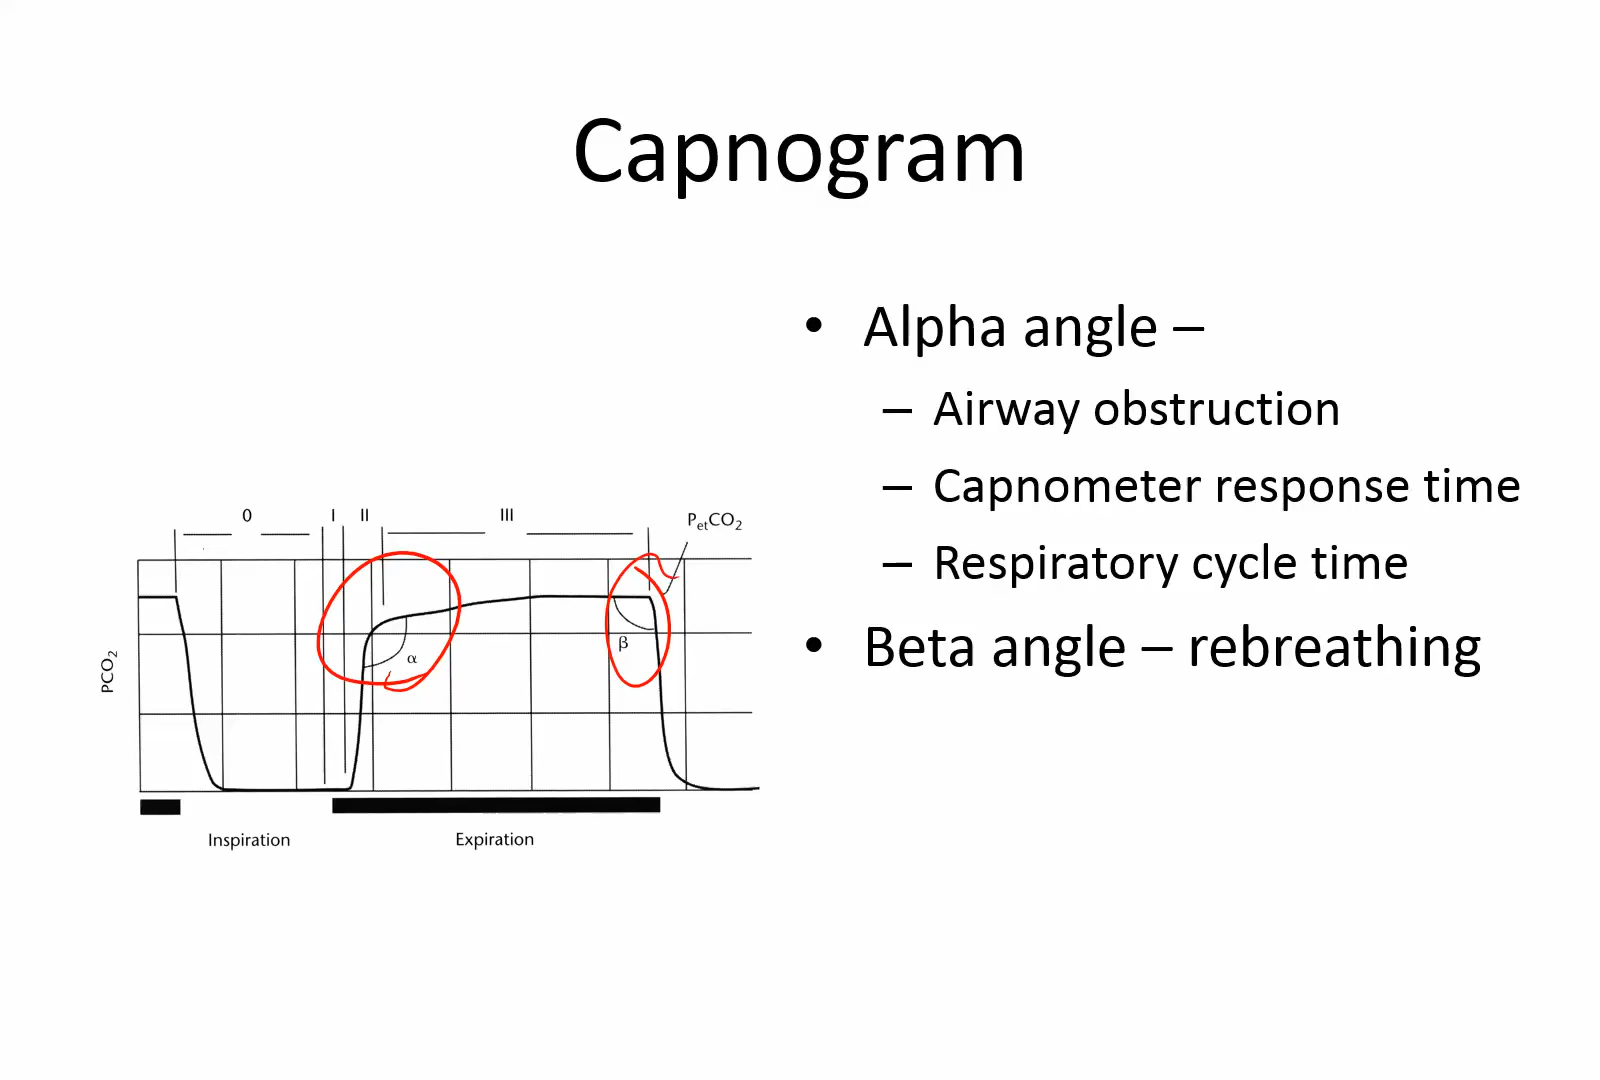 Capnogram
• Alpha angle –
– Airway obstruction
– Capnometer response time
– Respiratory cycle time
• Beta angle – rebreathing
0 I II III PetCO2
α β
PCO2
Inspiration Expiration